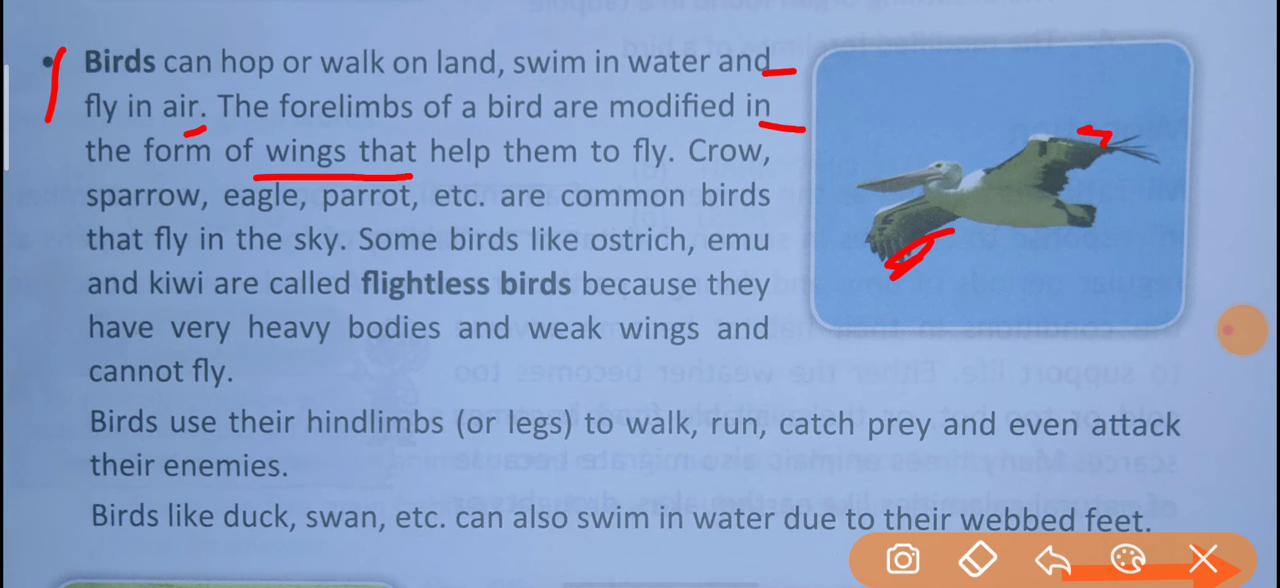 Birds can hop or walk on land, swim in water and
fly in air. The forelimbs of a bird are modified in
the form of wings that help them to fly. Crow,
sparrow, eagle, parrot, etc. are common birds
that fly in the sky. Some birds like ostrich, emu
and kiwi are called flightless birds because they
have very heavy bodies and weak wings and
cannot fly.
Birds use their hindlimbs (or legs) to walk, run, catch prey and even attack
their enemies.
Birds like duck, swan, etc. can also swim in water due to their webbed feet.